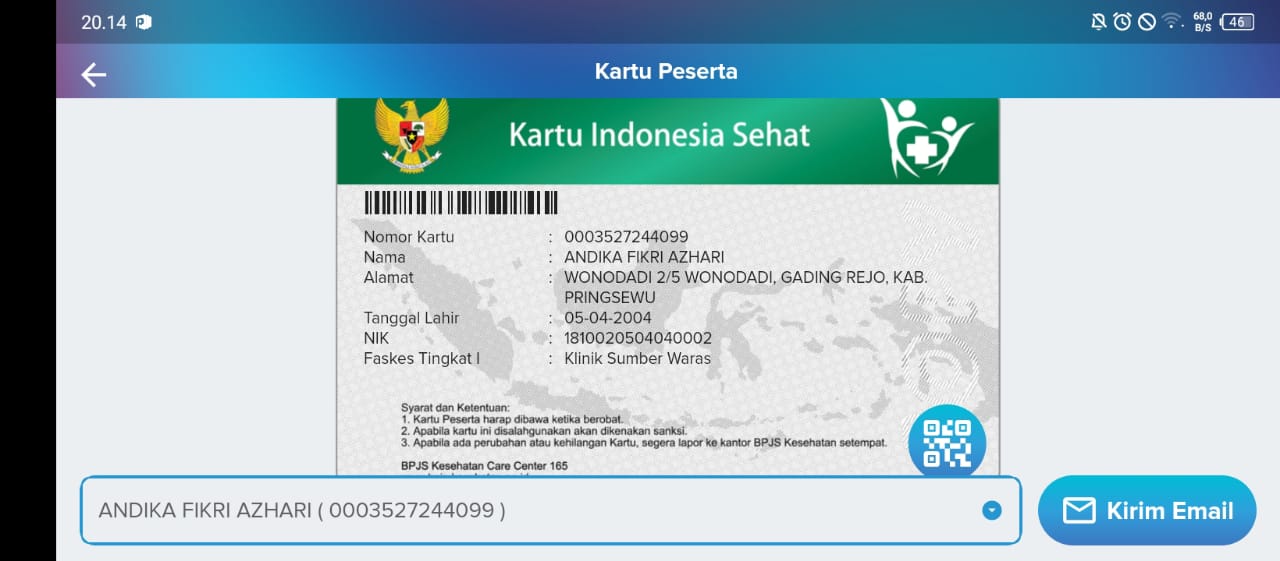 20.14
68,0
B/S
46
Kartu Peserta
Kartu Indonesia Sehat
Nomor Kartu : 0003527244099
Nama : ANDIKA FIKRI AZHARI
Alamat : WONODADI 2/5 WONODADI, GADING REJO, KAB.
PRINGSEWU
Tanggal Lahir : 05-04-2004
NIK : 1810020504040002
Faskes Tingkat I : Klinik Sumber Waras
Syarat dan Ketentuan:
1. Kartu Peserta harap dibawa ketika berobat.
2. Apabila kartu ini disalahgunakan akan dikenakan sanksi.
3. Apabila ada perubahan atau kehilangan Kartu, segera lapor ke kantor BPJS Kesehatan setempat.
BPJS Kesehatan Care Center 165
ANDIKA FIKRI AZHARI ( 0003527244099 )
Kirim Email